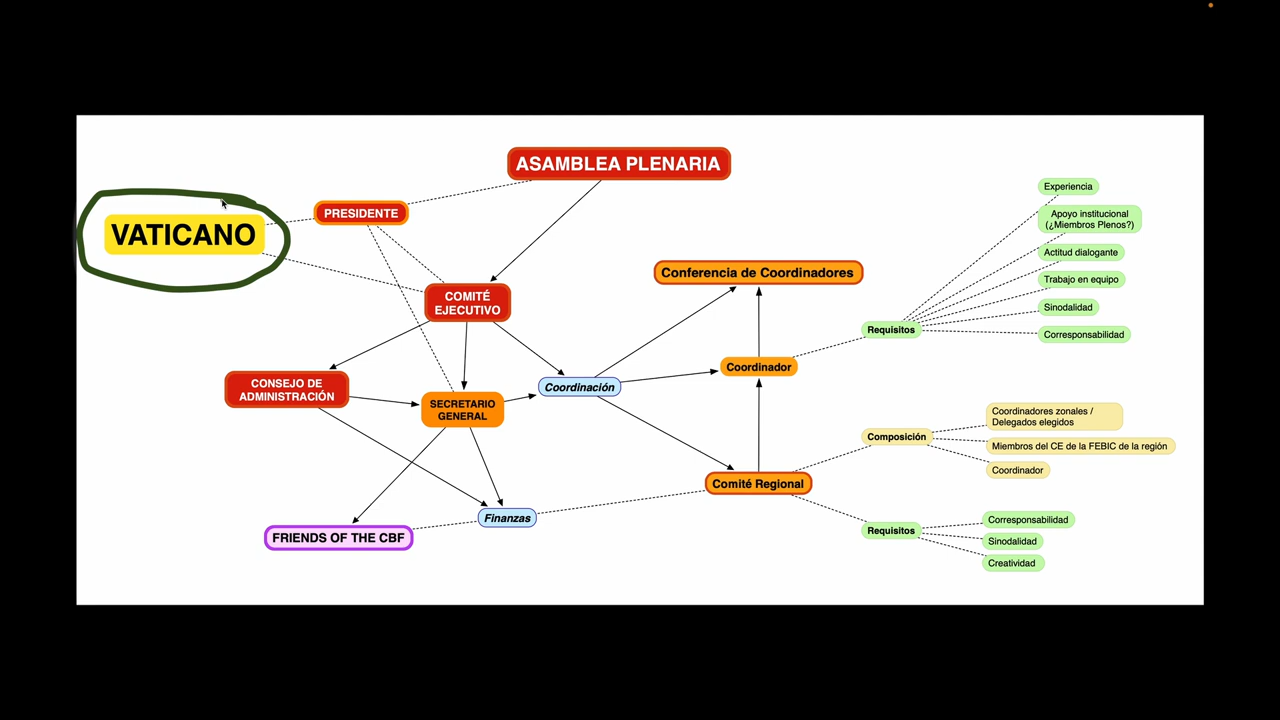 ASAMBLEA PLENARIA
PRESIDENTE
VATICANO
COMITÉ
EJECUTIVO
CONSEJO DE
ADMINISTRACIÓN
SECRETARIO
GENERAL
Coordinación
Finanzas
FRIENDS OF THE CBF
Conferencia de Coordinadores
Coordinador
Comité Regional
Requisitos
Experiencia
Apoyo institucional
(¿Miembros Plenos?)
Actitud dialogante
Trabajo en equipo
Sinodalidad
Corresponsabilidad
Composición
Coordinadores zonales /
Delegados elegidos
Miembros del CE de la FEBIC de la región
Coordinador
Requisitos
Corresponsabilidad
Sinodalidad
Creatividad